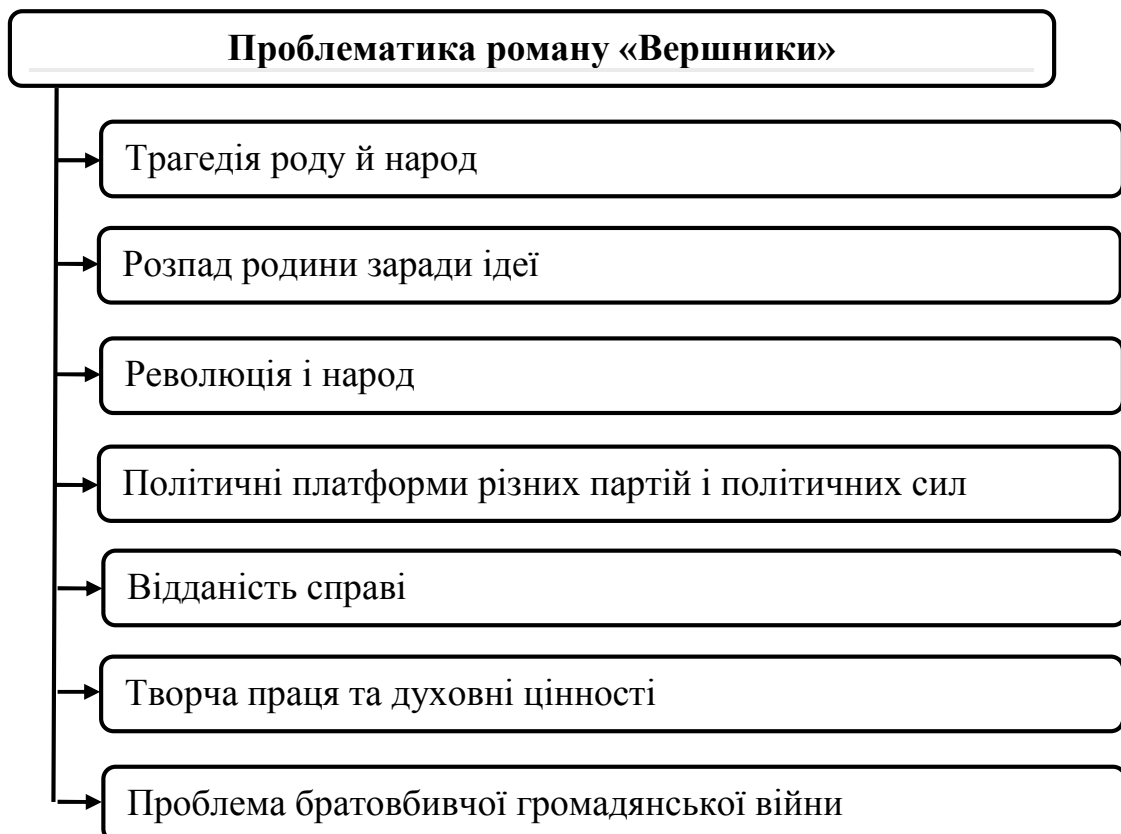 Проблематика роману «Вершники»
Трагедія роду й народ
Розпад родини заради ідеї
Революція і народ
Політичні платформи різних партій і політичних сил
Відданість справі
Творча праця та духовні цінності
Проблема братовбивчої громадянської війни